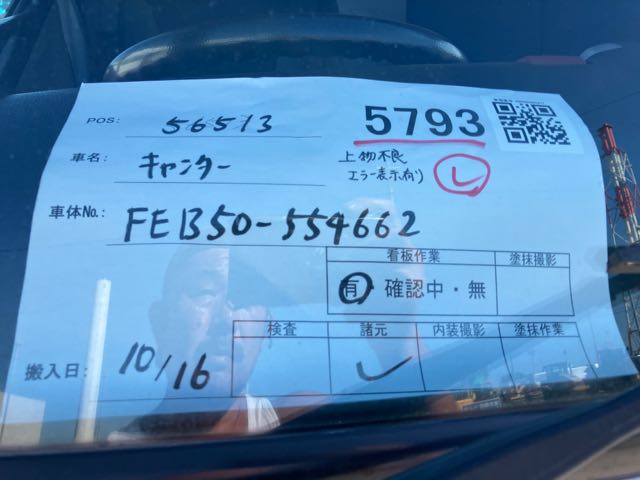 POS: 56513
5793
車名: キャンター
上物不良
エラー表示有り
レ
車体No.: FEB50-554662
看板作業 塗抹撮影
有・確認中・無
検査 諸元 内装撮影 塗抹作業
搬入日: 10/16